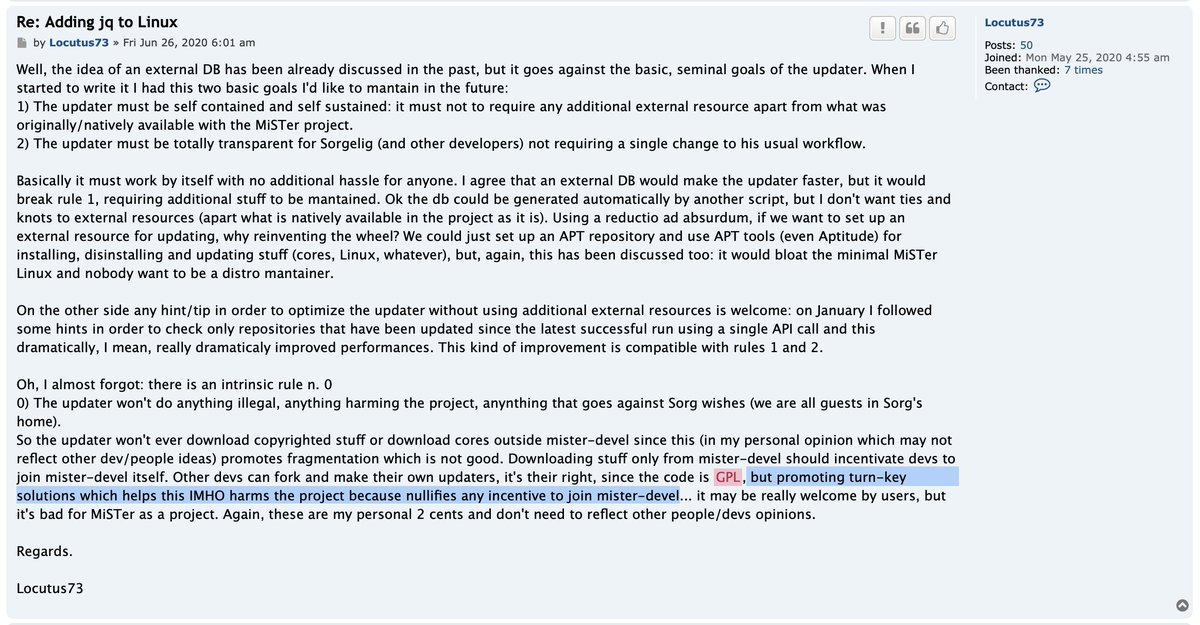 Re: Adding jq to Linux
by Locutus73 » Fri Jun 26, 2020 6:01 am
Well, the idea of an external DB has been already discussed in the past, but it goes against the basic, seminal goals of the updater. When I
started to write it I had this two basic goals I'd like to mantain in the future:
1) The updater must be self contained and self sustained: it must not to require any additional external resource apart from what was
originally/natively available with the MiSTer project.
2) The updater must be totally transparent for Sorgelig (and other developers) not requiring a single change to his usual workflow.
Basically it must work by itself with no additional hassle for anyone. I agree that an external DB would make the updater faster, but it would
break rule 1, requiring additional stuff to be mantained. Ok the db could be generated automatically by another script, but I don't want ties and
knots to external resources (apart what is natively available in the project as it is). Using a reductio ad absurdum, if we want to set up an
external resource for updating, why reinventing the wheel? We could just set up an APT repository and use APT tools (even Aptitude) for
installing, disinstalling and updating stuff (cores, Linux, whatever), but, again, this has been discussed too: it would bloat the minimal MiSTer
Linux and nobody want to be a distro mantainer.
On the other side any hint/tip in order to optimize the updater without using additional external resources is welcome: on January I followed
some hints in order to check only repositories that have been updated since the latest successful run using a single API call and this
dramatically, I mean, really dramaticaly improved performances. This kind of improvement is compatible with rules 1 and 2.
Oh, I almost forgot: there is an intrinsic rule n. 0
0) The updater won't do anything illegal, anything harming the project, anynthing that goes against Sorg wishes (we are all guests in Sorg's
home).
So the updater won't ever download copyrighted stuff or download cores outside mister-devel since this (in my personal opinion which may not
reflect other dev/people ideas) promotes fragmentation which is not good. Downloading stuff only from mister-devel should incentivate devs to
join mister-devel itself. Other devs can fork and make their own updaters, it's their right, since the code is GPL, but promoting turn-key
solutions which helps this IMHO harms the project because nullifies any incentive to join mister-devel... it may be really welcome by users, but
it's bad for MiSTer as a project. Again, these are my personal 2 cents and don't need to reflect other people/devs opinions.
Regards.
Locutus73
Locutus73
Posts: 50
Joined: Mon May 25, 2020 4:55 am
Been thanked: 7 times
Contact: